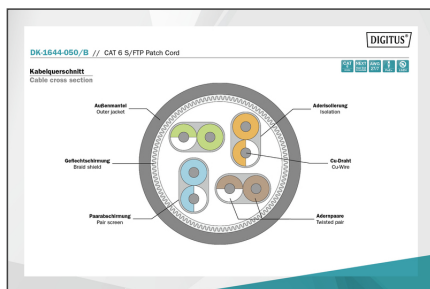 DIGITUS®
DK-1644-050/B // CAT 6 S/FTP Patch Cord
Kabelquerschnitt
Cable cross section
Außenmantel
Outer jacket
Aderisolierung
Isolation
Geflechtschirmung
Braid shield
Cu-Draht
Cu-Wire
Paarabschirmung
Pair screen
Adernpaare
Twisted pair